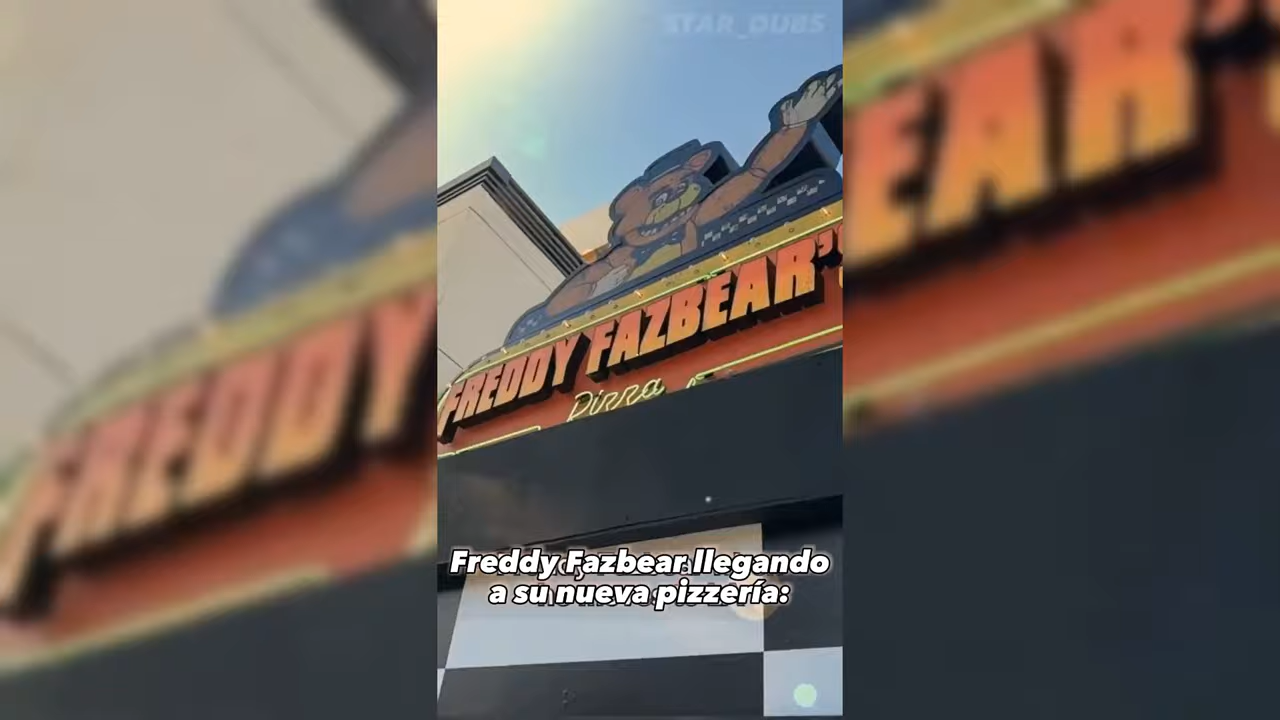 STAR_DUBS
FREDDY FAZBEAR'S
Pizza
Freddy Fazbear llegando
a su nueva pizzería: